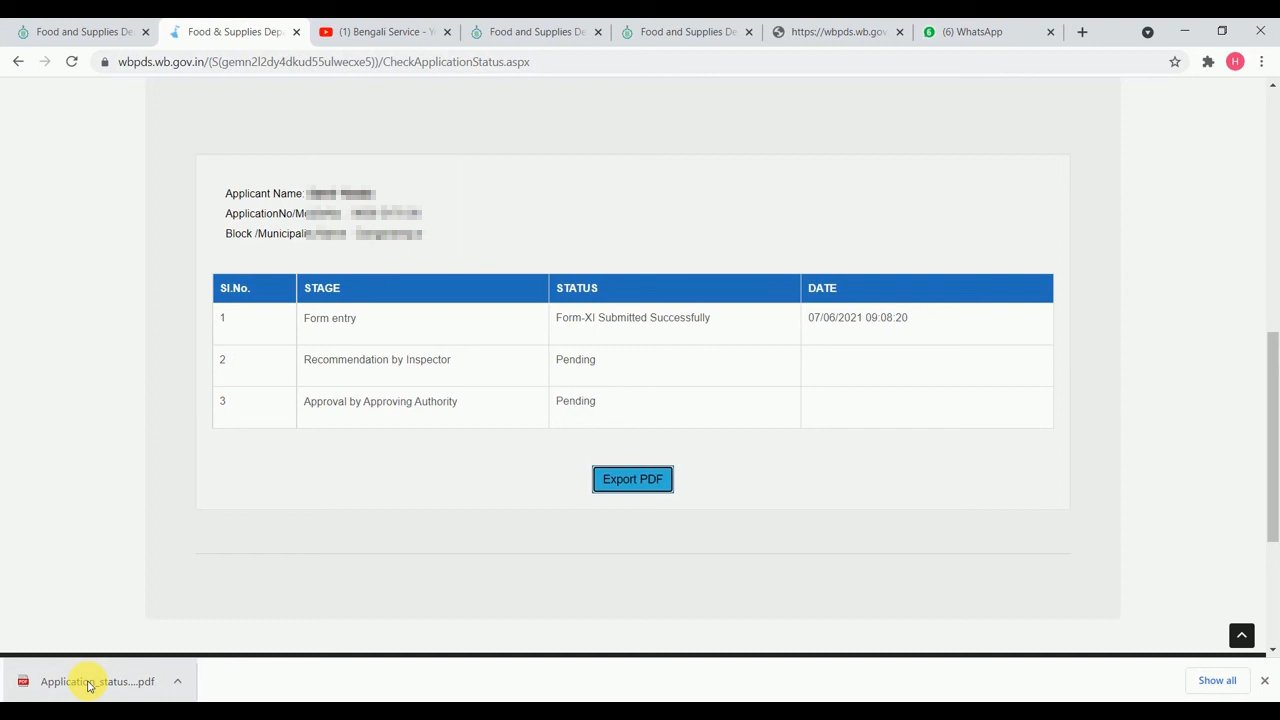 Food and Supplies De
Food & Supplies Dep
(1) Bengali Service - Y
Food and Supplies De
Food and Supplies De
https://wbpds.wb.gov.
(6) WhatsApp
wbpds.wb.gov.in/(S(gemn2l2dy4dkud55ulwecxe5))/CheckApplicationStatus.aspx
H
Applicant Name:
ApplicationNo/M
Block /Municipali
SI.No. STAGE STATUS DATE
1 Form entry Form-XI Submitted Successfully 07/06/2021 09:08:20
2 Recommendation by Inspector Pending
3 Approval by Approving Authority Pending
Export PDF
Application_status....pdf
Show all